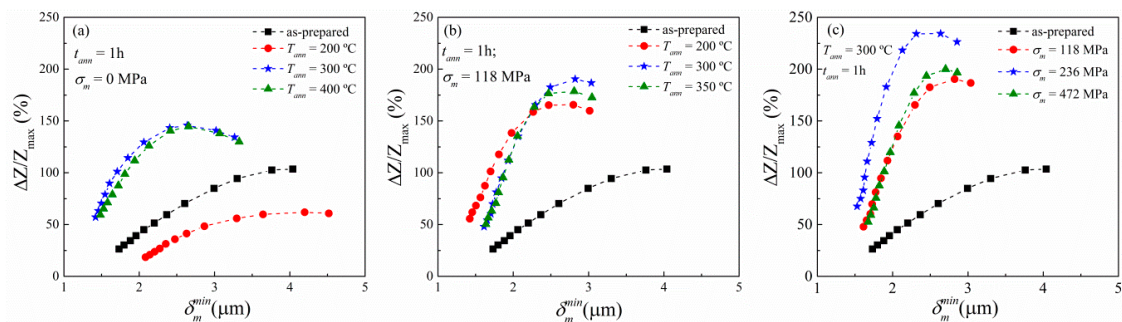 (a)
t_ann = 1h
σ_m = 0 MPa
as-prepared
T_ann = 200 ºC
T_ann = 300 ºC
T_ann = 400 ºC
ΔZ/Z_max (%)
250
200
150
100
50
0
1 2 3 4 5
δ_m^min (μm)
(b)
t_ann = 1h;
σ_m = 118 MPa
as-prepared
T_ann = 200 ºC
T_ann = 300 ºC
T_ann = 350 ºC
ΔZ/Z_max (%)
250
200
150
100
50
0
1 2 3 4 5
δ_m^min (μm)
(c)
T_ann = 300 ºC
t_ann = 1h
as-prepared
σ_m = 118 MPa
σ_m = 236 MPa
σ_m = 472 MPa
ΔZ/Z_max (%)
250
200
150
100
50
0
1 2 3 4 5
δ_m^min (μm)